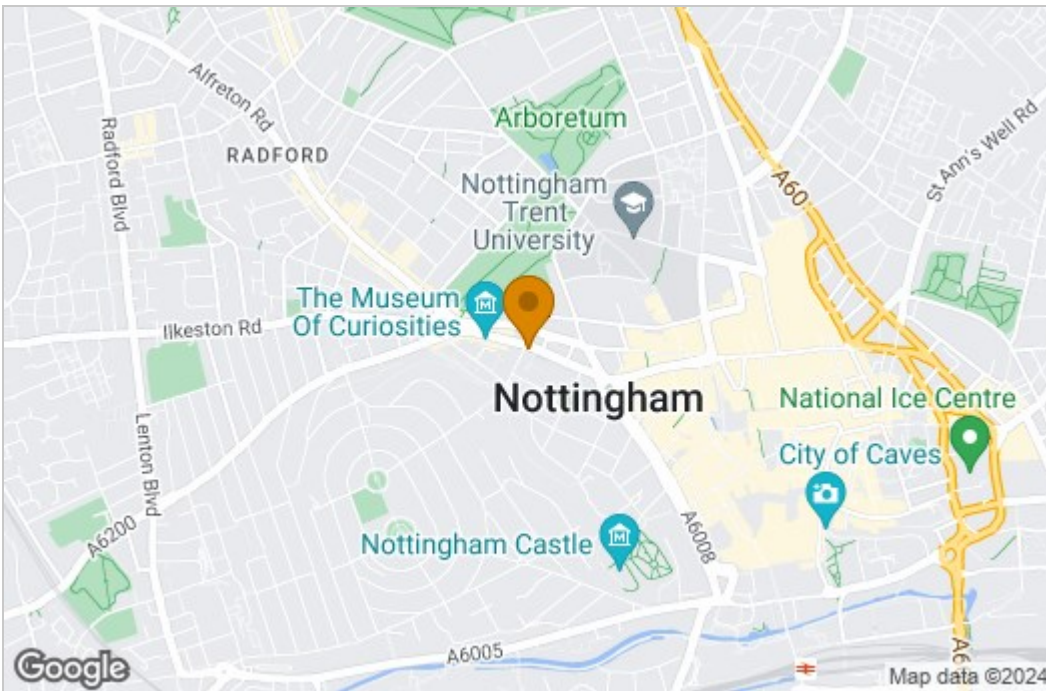 Alfreton Rd
Radford Blvd
RADFORD
Arboretum
St Ann's Well Rd
A60
Nottingham
Trent
University
The Museum
Of Curiosities
Ilkeston Rd
Nottingham
National Ice Centre
City of Caves
Lenton Blvd
A6200
Nottingham Castle
A6008
A6005
A6
Google
Map data ©2024